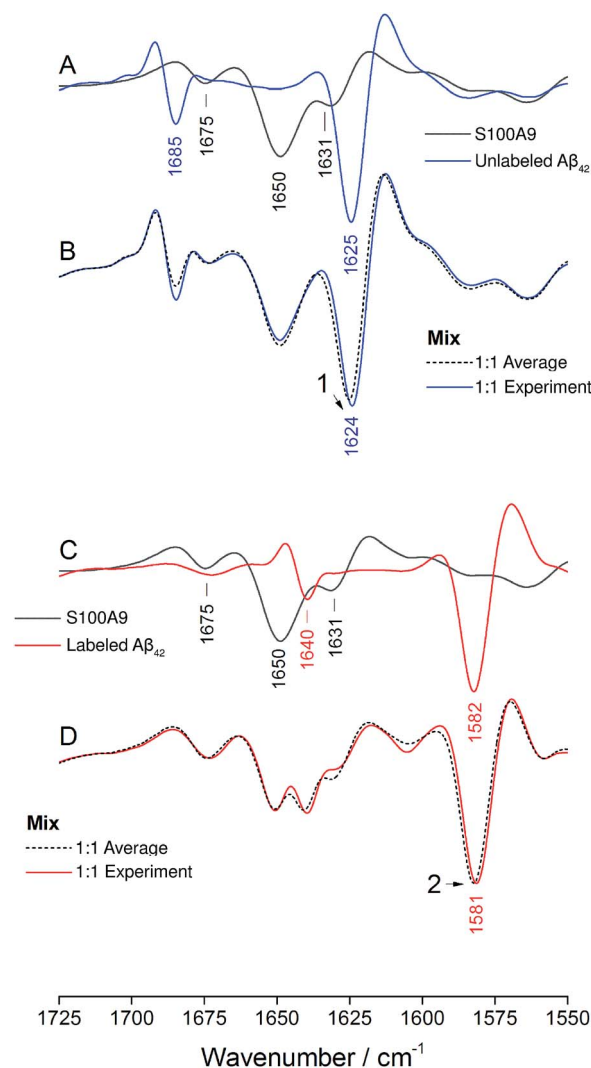 A
1685
1675
1650
1631
1625
S100A9
Unlabeled Aβ42
B
1
1624
Mix
1:1 Average
1:1 Experiment
C
S100A9
Labeled Aβ42
1675
1650
1640
1631
1582
D
Mix
1:1 Average
1:1 Experiment
2
1581
1725 1700 1675 1650 1625 1600 1575 1550
Wavenumber / cm-1